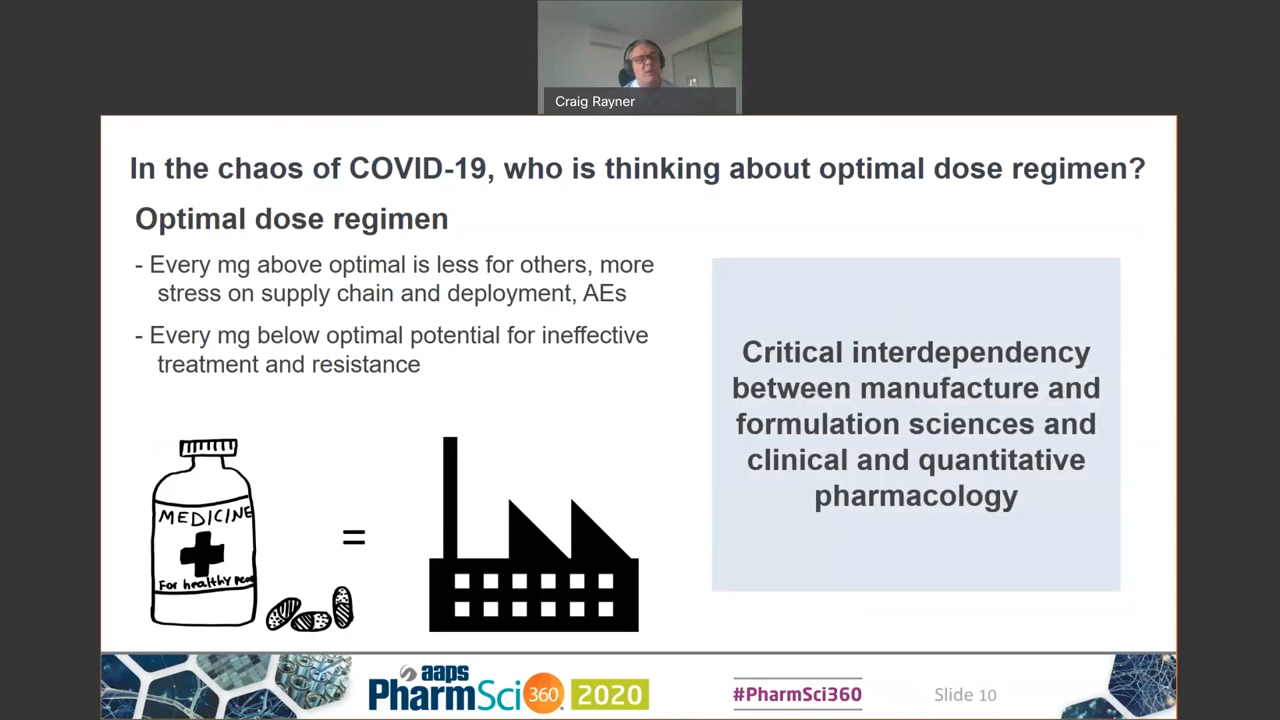 Craig Rayner
In the chaos of COVID-19, who is thinking about optimal dose regimen?
Optimal dose regimen
- Every mg above optimal is less for others, more
stress on supply chain and deployment, AEs
- Every mg below optimal potential for ineffective
treatment and resistance
Critical interdependency
between manufacture and
formulation sciences and
clinical and quantitative
pharmacology
MEDICINE
For healthy peo
=
aaps
PharmSci 360 2020
#PharmSci360
Slide 10